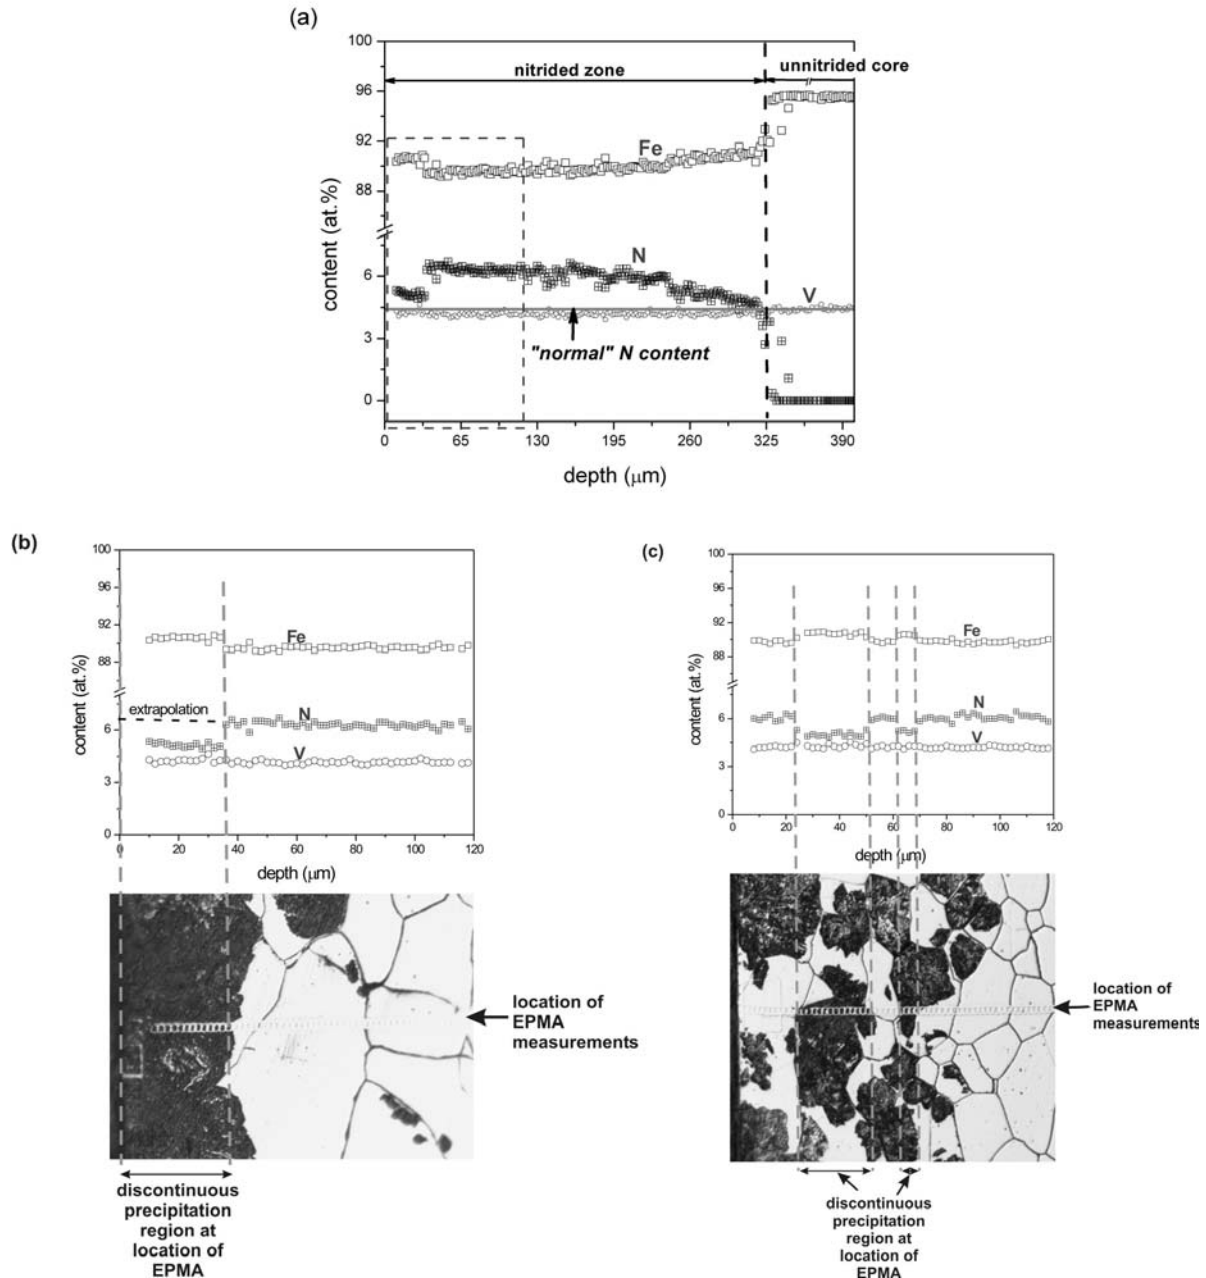 (a)
100
96
92
88
6
3
0
content (at.%)
nitrided zone
unnitrided core
Fe
N
V
"normal" N content
0 65 130 195 260 325 390
depth (μm)
(b)
100
96
92
88
6
4
0
content (at.%)
Fe
extrapolation
N
V
0 20 40 60 80 100 120
depth (μm)
location of
EPMA
measurements
discontinuous
precipitation
region at
location of
EPMA
(c)
100
96
92
88
6
4
0
content (at.%)
Fe
N
V
0 20 40 60 80 100 120
depth (μm)
location of
EPMA
measurements
discontinuous
precipitation
region at
location of
EPMA